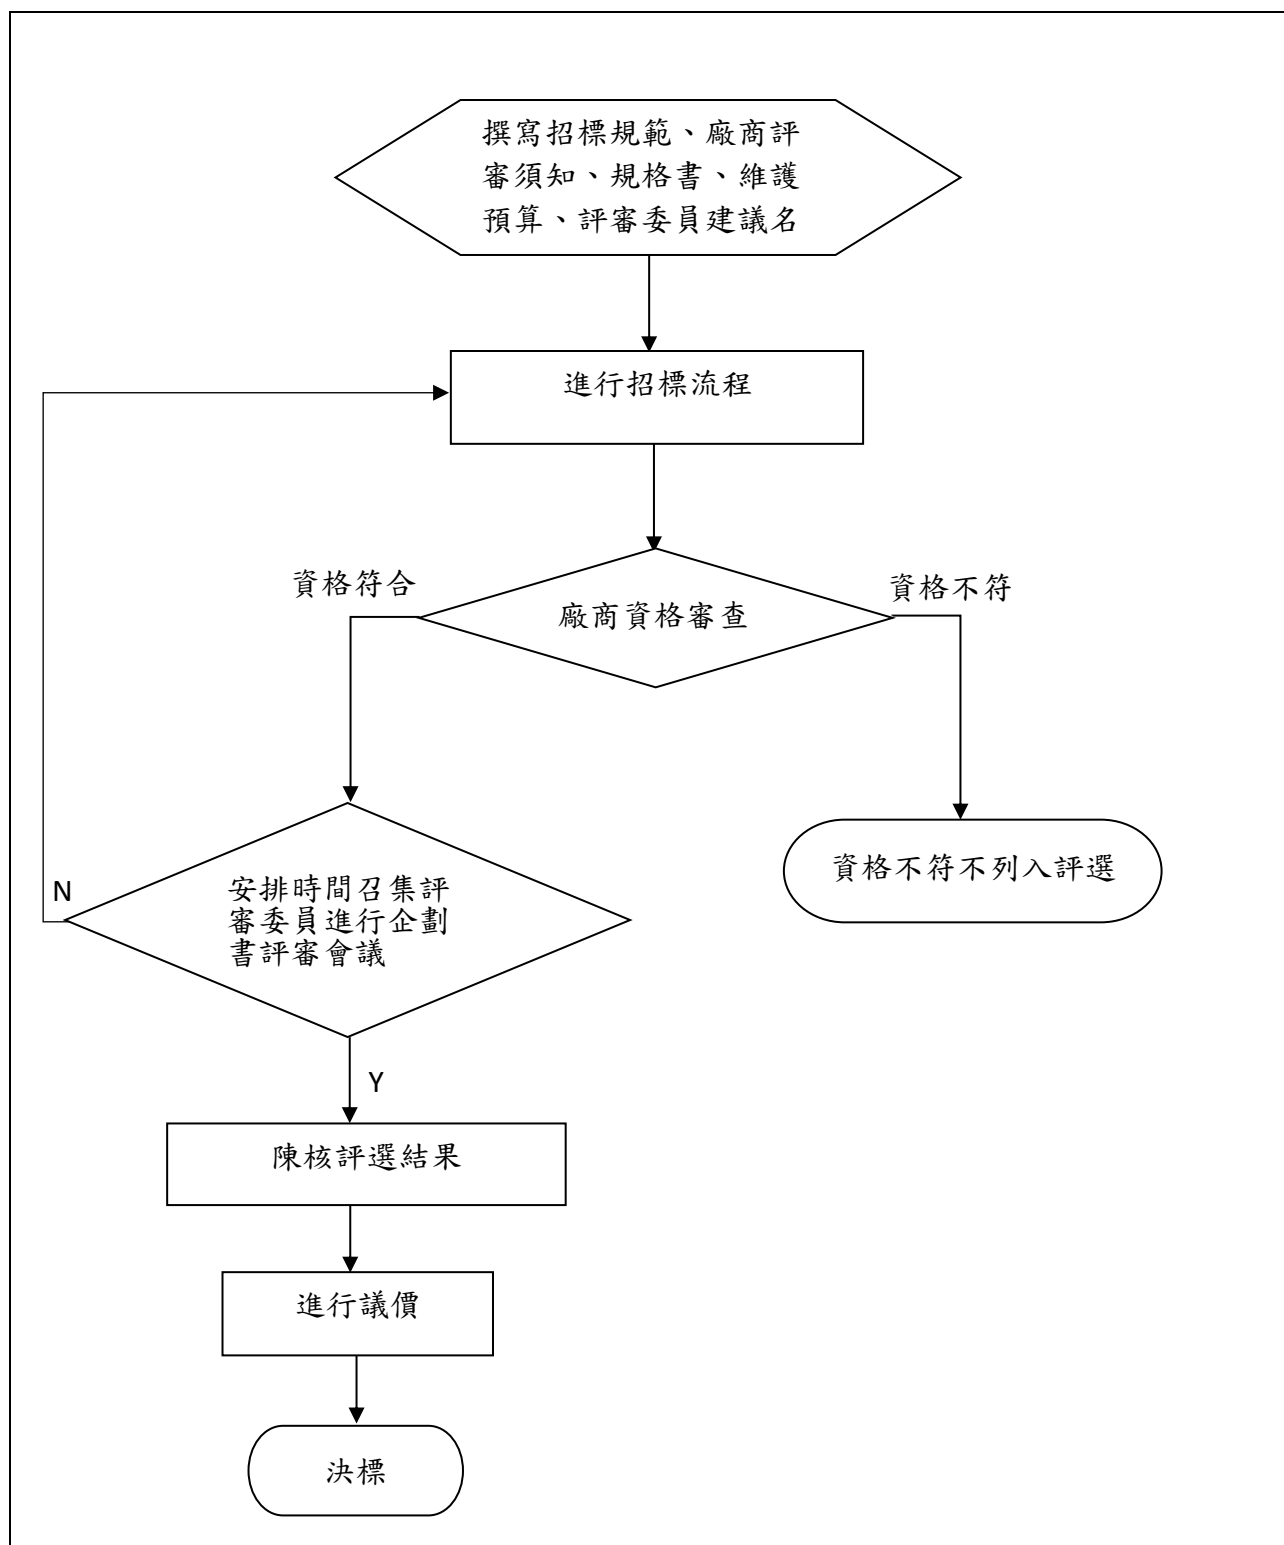 撰寫招標規範、廠商評
審須知、規格書、維護
預算、評審委員建議名
進行招標流程
資格符合
資格不符
廠商資格審查
資格不符不列入評選
N
安排時間召集評
審委員進行企劃
書評審會議
Y
陳核評選結果
進行議價
決標